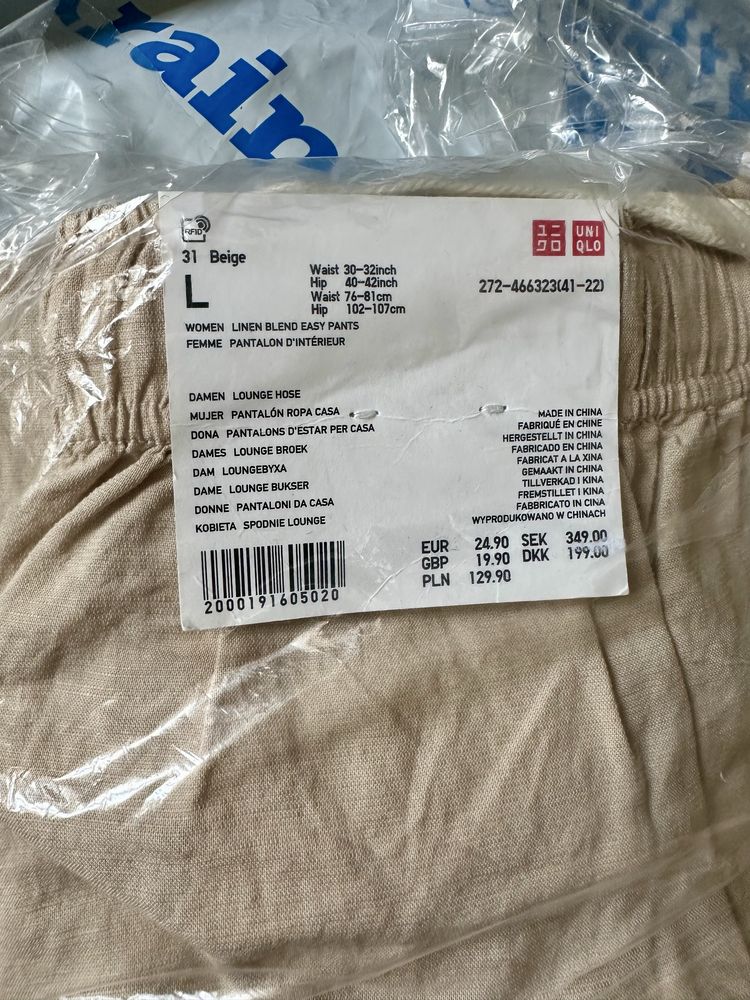 RFID
ユニ
クロ
UNI
QLO
31 Beige
L
Waist 30-32inch
Hip 40-42inch
Waist 76-81cm
Hip 102-107cm
272-466323(41-22)
WOMEN LINEN BLEND EASY PANTS
FEMME PANTALON D'INTÉRIEUR
DAMEN LOUNGE HOSE
MUJER PANTALÓN ROPA CASA
DONA PANTALONS D'ESTAR PER CASA
DAMES LOUNGE BROEK
DAM LOUNGEBYXA
DAME LOUNGE BUKSER
DONNE PANTALONI DA CASA
KOBIETA SPODNIE LOUNGE
MADE IN CHINA
FABRIQUÉ EN CHINE
HERGESTELLT IN CHINA
FABRICADO EN CHINA
FABRICAT A LA XINA
GEMAAKT IN CHINA
TILLVERKAD I KINA
FREMSTILLET I KINA
FABBRICATO IN CINA
WYPRODUKOWANO W CHINACH
2000191605020
EUR 24.90 SEK 349.00
GBP 19.90 DKK 199.00
PLN 129.90